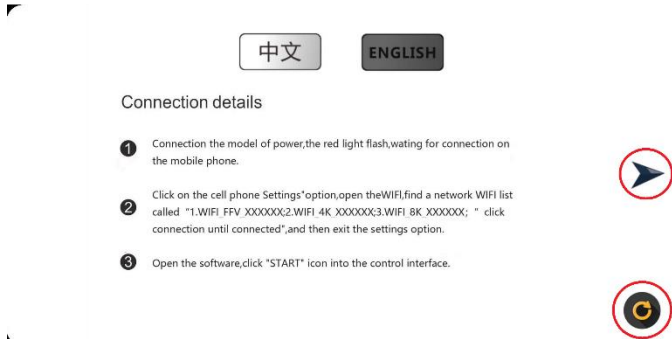 中文 ENGLISH
Connection details
1 Connection the model of power,the red light flash,wating for connection on
the mobile phone.
2 Click on the cell phone Settings"option,open theWIFI,find a network WIFI list
called "1.WIFI_FFV_XXXXXX;2.WIFI_4K_XXXXXX;3.WIFI_8K_XXXXXX; " click
connection until connected",and then exit the settings option.
3 Open the software,click "START" icon into the control interface.